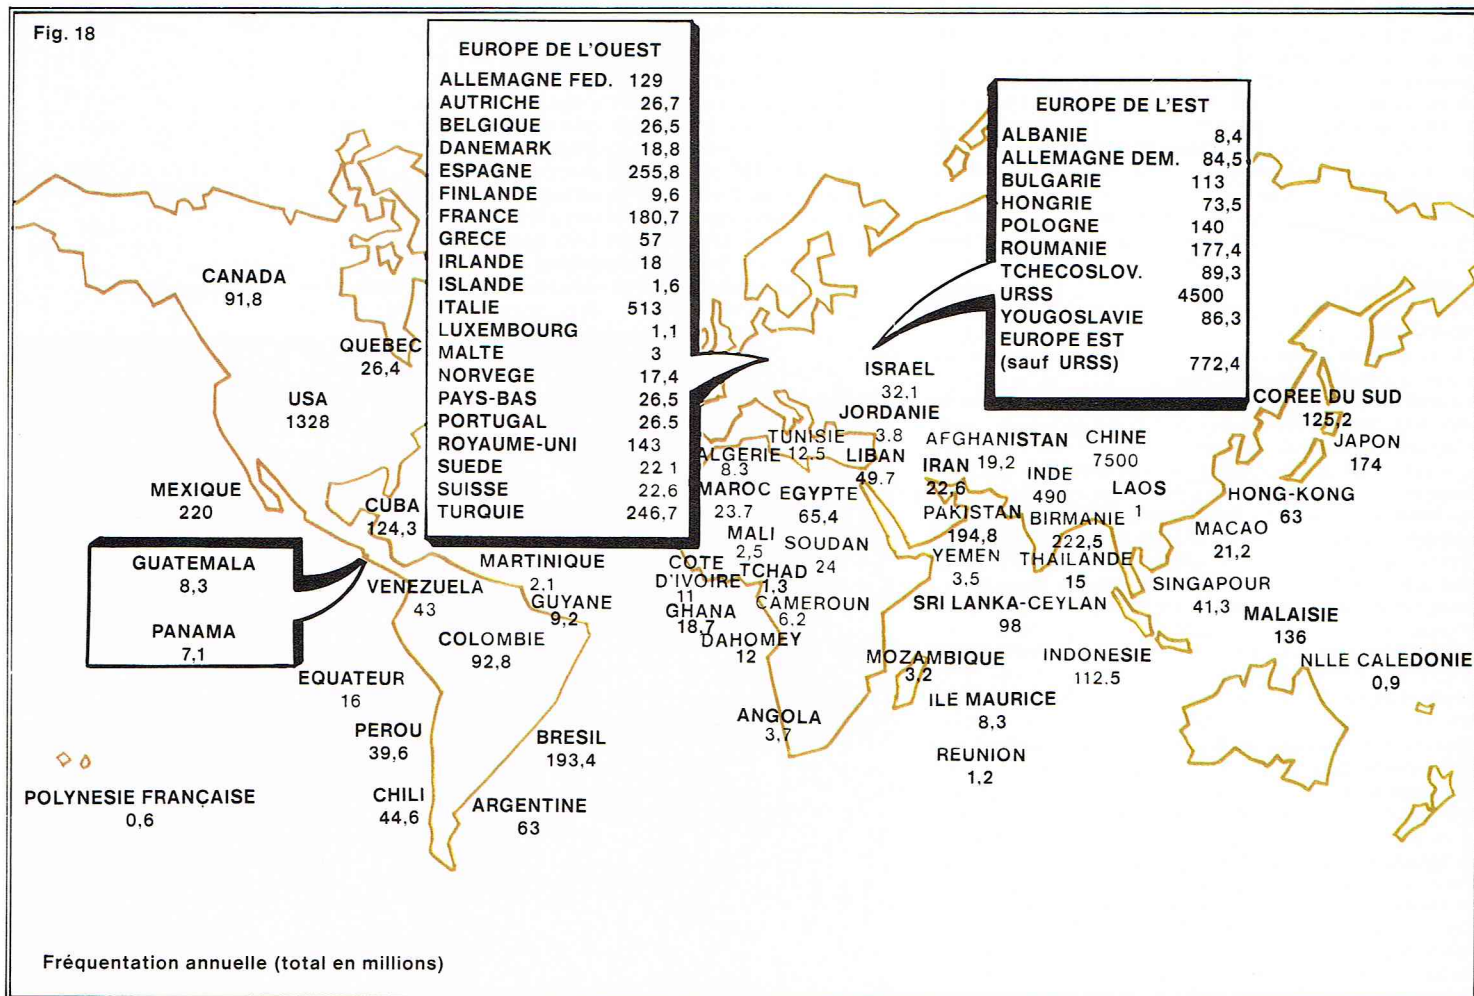 Fig. 18
EUROPE DE L'OUEST
ALLEMAGNE FED. 129
AUTRICHE 26,7
BELGIQUE 26,5
DANEMARK 18,8
ESPAGNE 255,8
FINLANDE 9,6
FRANCE 180,7
GRECE 57
IRLANDE 18
ISLANDE 1,6
ITALIE 513
LUXEMBOURG 1,1
MALTE 3
NORVEGE 17,4
PAYS-BAS 26,5
PORTUGAL 26.5
ROYAUME-UNI 143
SUEDE 22 1
SUISSE 22.6
TURQUIE 246,7
EUROPE DE L'EST
ALBANIE 8,4
ALLEMAGNE DEM. 84,5
BULGARIE 113
HONGRIE 73,5
POLOGNE 140
ROUMANIE 177,4
TCHECOSLOV. 89,3
URSS 4500
YOUGOSLAVIE 86,3
EUROPE EST
(sauf URSS) 772,4
CANADA
91,8
QUEBEC
26,4
USA
1328
MEXIQUE
220
CUBA
124,3
GUATEMALA
8,3
PANAMA
7,1
MARTINIQUE
2.1
VENEZUELA
43
GUYANE
9,2
COLOMBIE
92,8
EQUATEUR
16
PEROU
39,6
BRESIL
193,4
CHILI
44,6
ARGENTINE
63
POLYNESIE FRANÇAISE
0,6
ISRAEL
32,1
JORDANIE
3.8
TUNISIE
12.5
ALGERIE
8.3
LIBAN
49.7
MAROC
23.7
EGYPTE
65,4
MALI
2,5
SOUDAN
24
COTE
D'IVOIRE
11
TCHAD
1,3
GHANA
18,7
CAMEROUN
6.2
DAHOMEY
12
ANGOLA
3,7
MOZAMBIQUE
3,2
ILE MAURICE
8,3
REUNION
1,2
AFGHANISTAN
19,2
IRAN
22,6
PAKISTAN
194,8
YEMEN
3,5
CHINE
7500
INDE
490
LAOS
1
BIRMANIE
222,5
THAILANDE
15
SRI LANKA-CEYLAN
98
INDONESIE
112.5
COREE DU SUD
125,2
JAPON
174
HONG-KONG
63
MACAO
21,2
SINGAPOUR
41,3
MALAISIE
136
NLLE CALEDONIE
0,9
Fréquentation annuelle (total en millions)